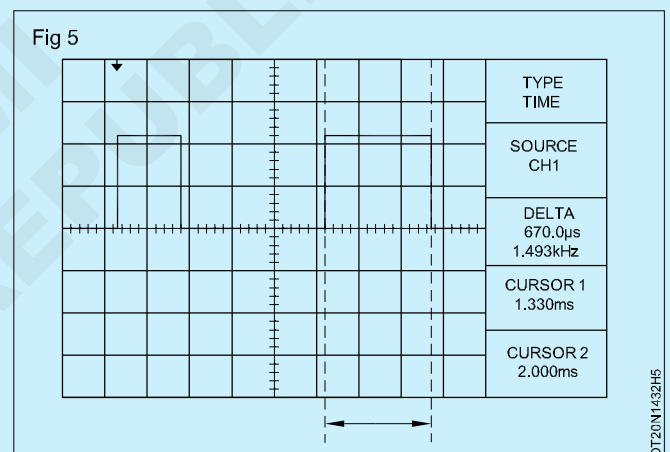 Fig 5
TYPE
TIME
SOURCE
CH1
DELTA
670.0µs
1.493kHz
CURSOR 1
1.330ms
CURSOR 2
2.000ms